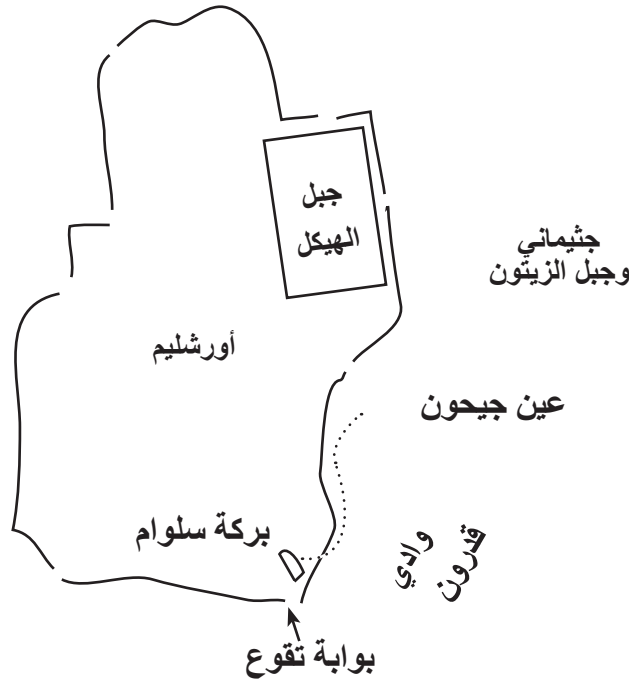 جبل
الهيكل
جثيماني
وجبل الزيتون
أورشليم
عين جيحون
بركة سلوام
وادي
قدرون
بوابة تقوع